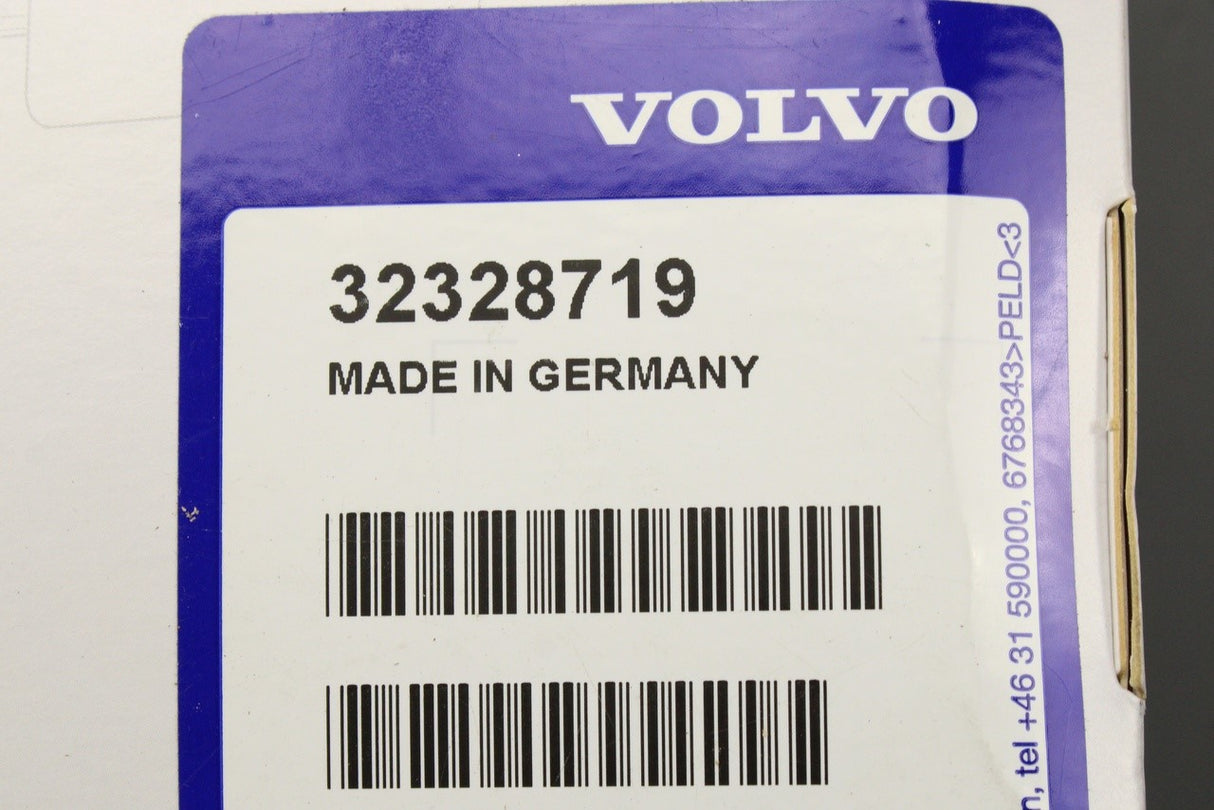 VOLVO
32328719
MADE IN GERMANY
tel +46 31 590000, 6768343>PELD<3